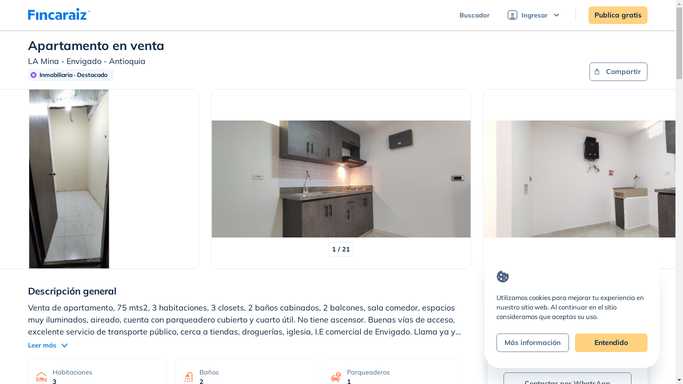 Fincaraiz
Buscador
Ingresar
Publica gratis
Apartamento en venta
LA Mina - Envigado - Antioquia
Inmobiliaria · Destacado
Compartir
1 / 21
Descripción general
Venta de apartamento, 75 mts2, 3 habitaciones, 3 closets, 2 baños cabinados, 2 balcones, sala comedor, espacios
muy iluminados, aireado, cuenta con parqueadero cubierto y cuarto útil. No tiene ascensor. Buenos vías de acceso,
excelente servicio de transporte público, cerca a tiendas, droguerías, iglesia, I.E comercial de Envigado. Llama ya y...
Leer más
Habitaciones
3
Baños
2
Parqueaderos
1
Utilizamos cookies para mejorar tu experiencia en
nuestro sitio web. Al continuar en el sitio
consideramos que aceptas su uso.
Más información
Entendido
Contactar por WhatsApp